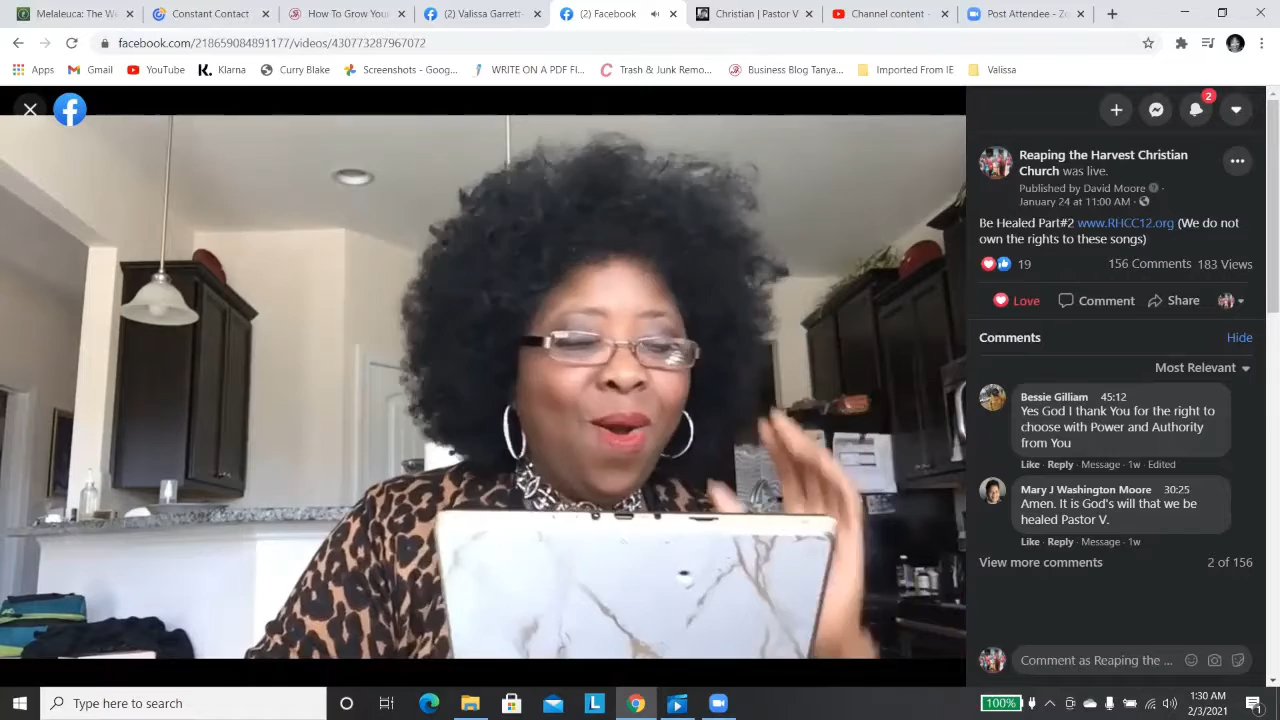 Melaleuca: The We
Constant Contact
How To Grow Your
(2) Valissa Garrett-
(2) Facebook
Christian | Pastor V
Channel content -
Post Attendee - Zo
facebook.com/218659084891177/videos/430773287967072
Apps
Gmail
YouTube
Klarna
Curry Blake
Screenshots - Goog...
WRITE ON A PDF Fl...
Trash & Junk Remo...
Business Blog Tanya...
Imported From IE
Valissa
2
Reaping the Harvest Christian
Church was live.
Published by David Moore
January 24 at 11:00 AM ·
Be Healed Part#2 www.RHCC12.org (We do not
own the rights to these songs)
19
156 Comments 183 Views
Love
Comment
Share
Comments
Hide
Most Relevant
Bessie Gilliam 45:12
Yes God I thank You for the right to
choose with Power and Authority
from You
Like · Reply · Message · 1w · Edited
Mary J Washington Moore 30:25
Amen. It is God's will that we be
healed Pastor V.
Like · Reply · Message · 1w
View more comments
2 of 156
Comment as Reaping the ...
Type here to search
100%
1:30 AM
2/3/2021